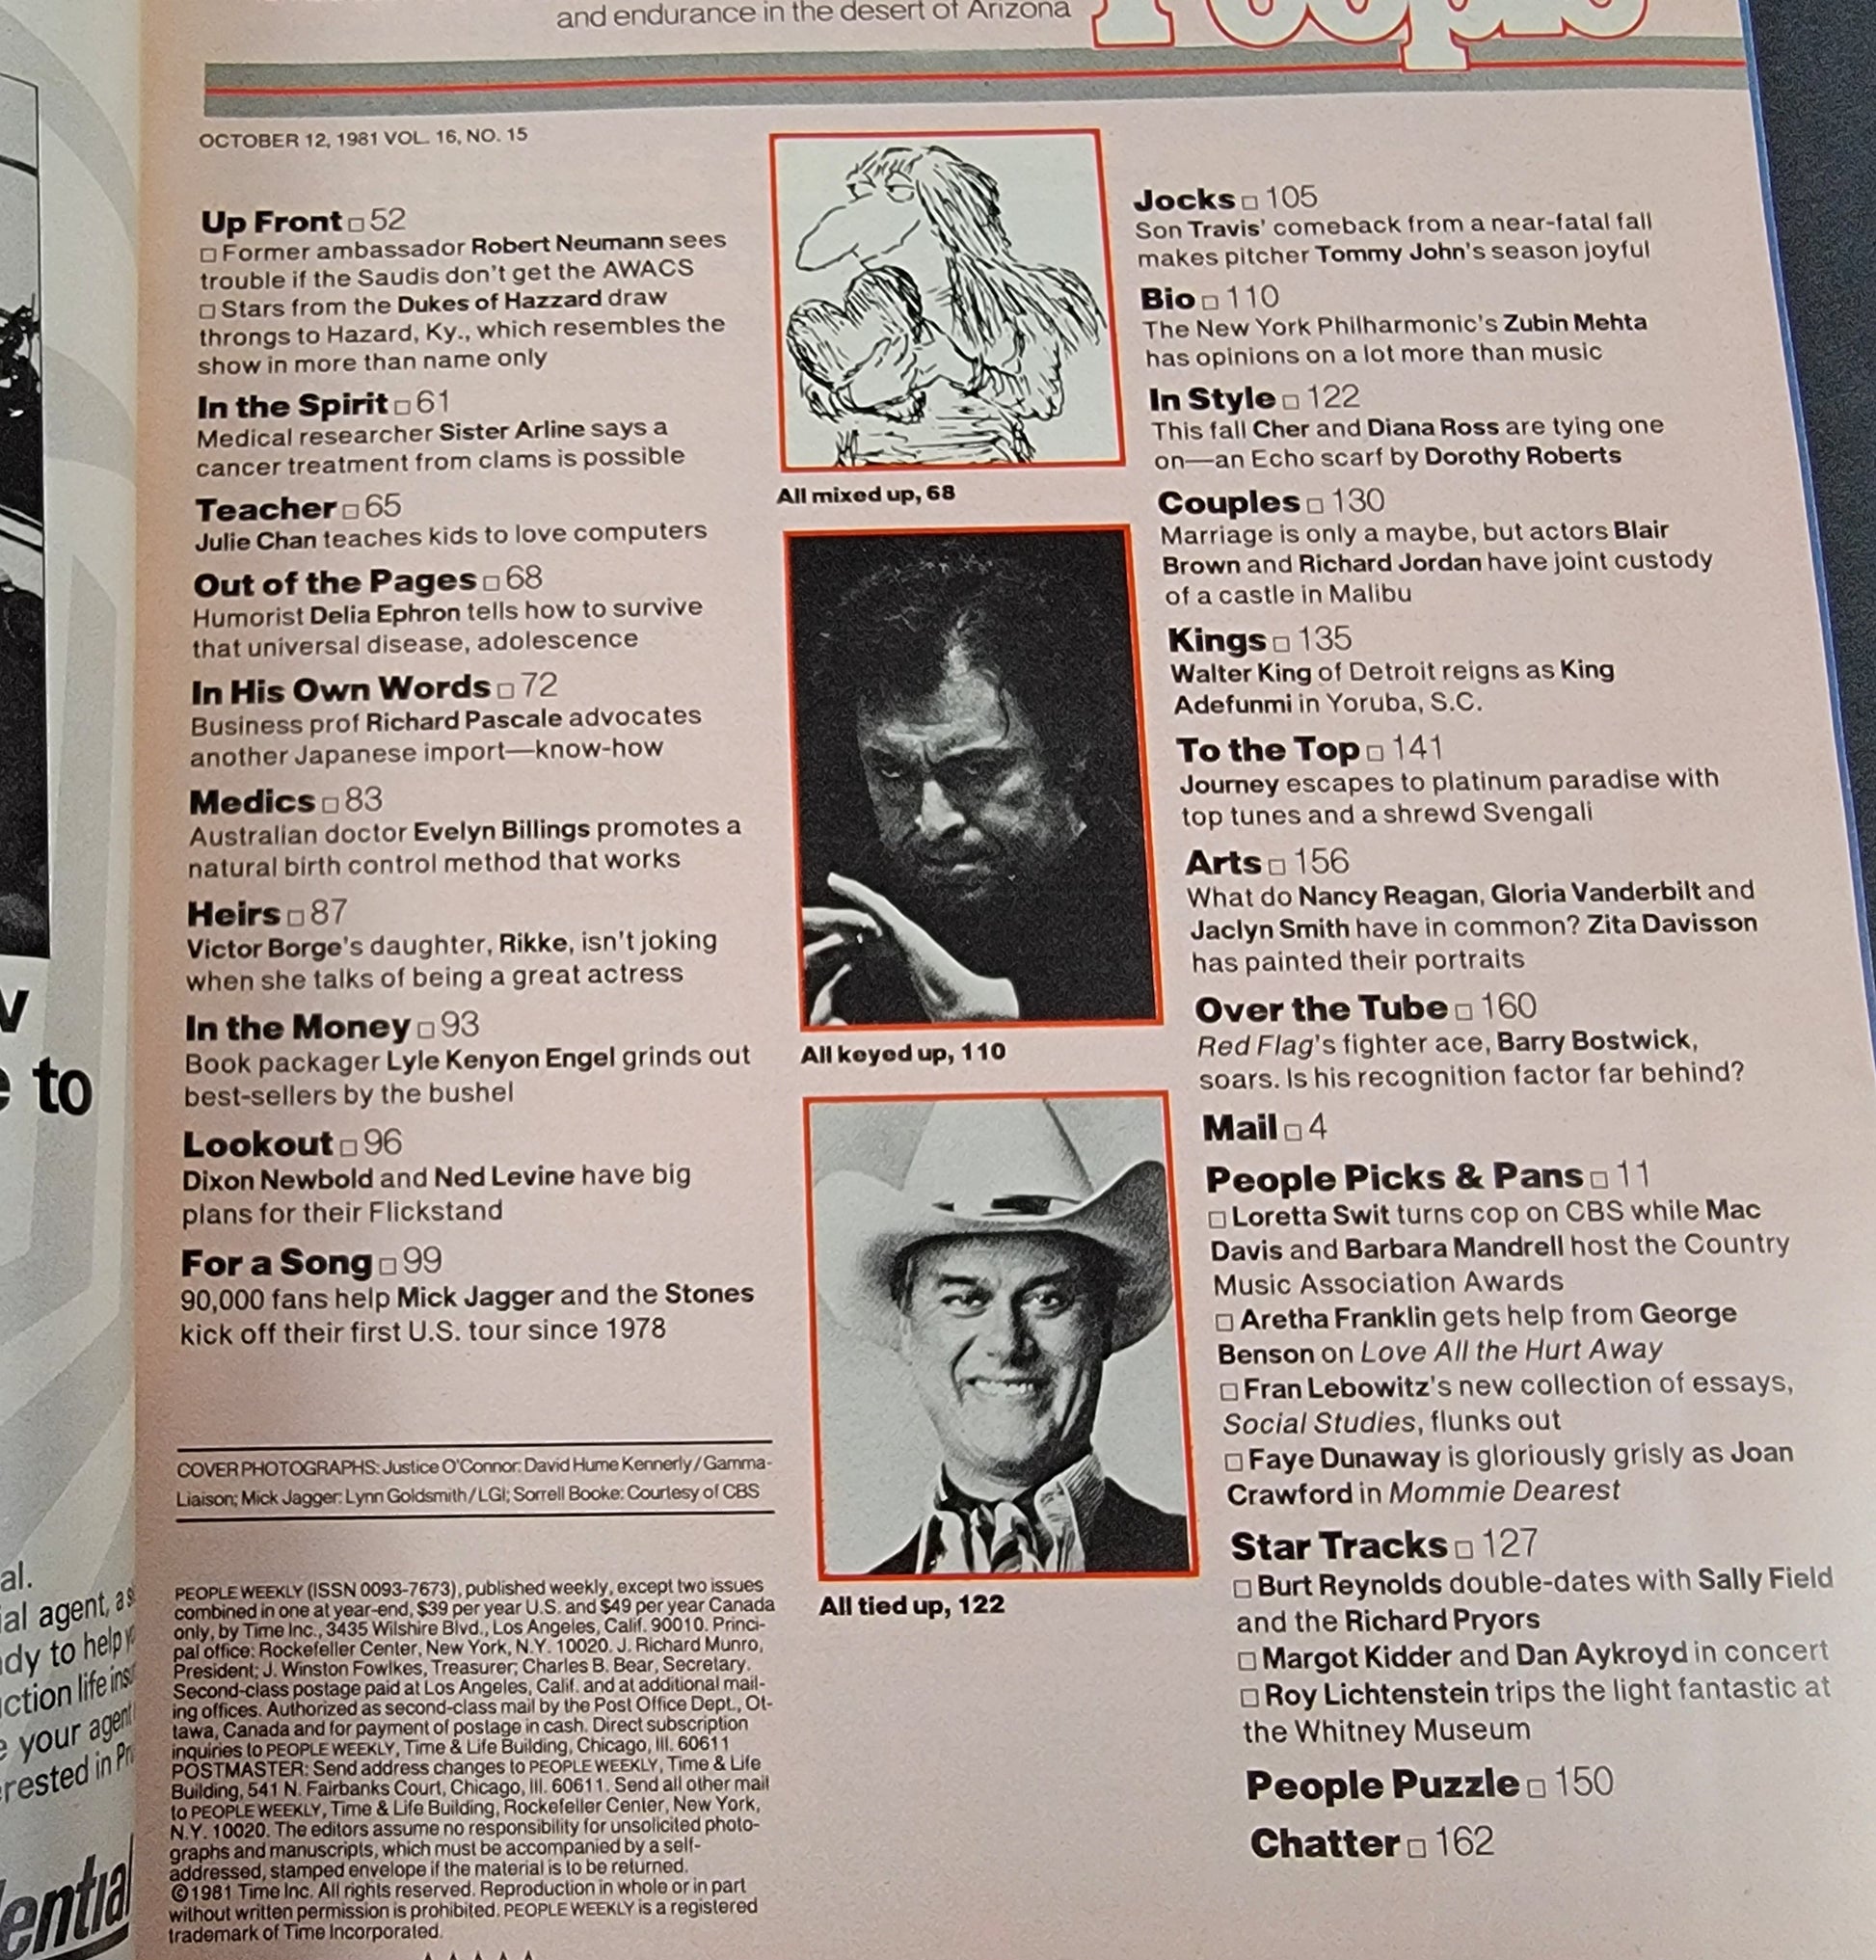 and endurance in the desert of Arizona
People
OCTOBER 12, 1981 VOL. 16, NO. 15
Up Front □ 52
□ Former ambassador Robert Neumann sees
trouble if the Saudis don't get the AWACS
□ Stars from the Dukes of Hazzard draw
throngs to Hazard, Ky., which resembles the
show in more than name only
In the Spirit □ 61
Medical researcher Sister Arline says a
cancer treatment from clams is possible
Teacher □ 65
Julie Chan teaches kids to love computers
Out of the Pages □ 68
Humorist Delia Ephron tells how to survive
that universal disease, adolescence
In His Own Words □ 72
Business prof Richard Pascale advocates
another Japanese import—know-how
Medics □ 83
Australian doctor Evelyn Billings promotes a
natural birth control method that works
Heirs □ 87
Victor Borge's daughter, Rikke, isn't joking
when she talks of being a great actress
In the Money □ 93
Book packager Lyle Kenyon Engel grinds out
best-sellers by the bushel
Lookout □ 96
Dixon Newbold and Ned Levine have big
plans for their Flickstand
For a Song □ 99
90,000 fans help Mick Jagger and the Stones
kick off their first U.S. tour since 1978
COVER PHOTOGRAPHS: Justice O'Connor: David Hume Kennerly/Gamma-
Liaison; Mick Jagger: Lynn Goldsmith/LGI; Sorrell Booke: Courtesy of CBS
PEOPLE WEEKLY (ISSN 0093-7673), published weekly, except two issues
combined in one at year-end, $39 per year U.S. and $49 per year Canada
only, by Time Inc., 3435 Wilshire Blvd., Los Angeles, Calif. 90010. Princi-
pal office: Rockefeller Center, New York, N.Y. 10020. J. Richard Munro,
President; J. Winston Fowlkes, Treasurer; Charles B. Bear, Secretary.
Second-class postage paid at Los Angeles, Calif. and at additional mail-
ing offices. Authorized as second-class mail by the Post Office Dept., Ot-
tawa, Canada and for payment of postage in cash. Direct subscription
inquiries to PEOPLE WEEKLY, Time & Life Building, Chicago, Ill. 60611
POSTMASTER: Send address changes to PEOPLE WEEKLY, Time & Life
Building, 541 N. Fairbanks Court, Chicago, Ill. 60611. Send all other mail
to PEOPLE WEEKLY, Time & Life Building, Rockefeller Center, New York,
N.Y. 10020. The editors assume no responsibility for unsolicited photo-
graphs and manuscripts, which must be accompanied by a self-
addressed, stamped envelope if the material is to be returned.
©1981 Time Inc. All rights reserved. Reproduction in whole or in part
without written permission is prohibited. PEOPLE WEEKLY is a registered
trademark of Time Incorporated.
All mixed up, 68
All keyed up, 110
All tied up, 122
Jocks □ 105
Son Travis' comeback from a near-fatal fall
makes pitcher Tommy John's season joyful
Bio □ 110
The New York Philharmonic's Zubin Mehta
has opinions on a lot more than music
In Style □ 122
This fall Cher and Diana Ross are tying one
on—an Echo scarf by Dorothy Roberts
Couples □ 130
Marriage is only a maybe, but actors Blair
Brown and Richard Jordan have joint custody
of a castle in Malibu
Kings □ 135
Walter King of Detroit reigns as King
Adefunmi in Yoruba, S.C.
To the Top □ 141
Journey escapes to platinum paradise with
top tunes and a shrewd Svengali
Arts □ 156
What do Nancy Reagan, Gloria Vanderbilt and
Jaclyn Smith have in common? Zita Davisson
has painted their portraits
Over the Tube □ 160
Red Flag's fighter ace, Barry Bostwick,
soars. Is his recognition factor far behind?
Mail □ 4
People Picks & Pans □ 11
□ Loretta Swit turns cop on CBS while Mac
Davis and Barbara Mandrell host the Country
Music Association Awards
□ Aretha Franklin gets help from George
Benson on Love All the Hurt Away
□ Fran Lebowitz's new collection of essays,
Social Studies, flunks out
□ Faye Dunaway is gloriously grisly as Joan
Crawford in Mommie Dearest
Star Tracks □ 127
□ Burt Reynolds double-dates with Sally Field
and the Richard Pryors
□ Margot Kidder and Dan Aykroyd in concert
□ Roy Lichtenstein trips the light fantastic at
the Whitney Museum
People Puzzle □ 150
Chatter □ 162
to
agent, a
to help
life
your agent
in